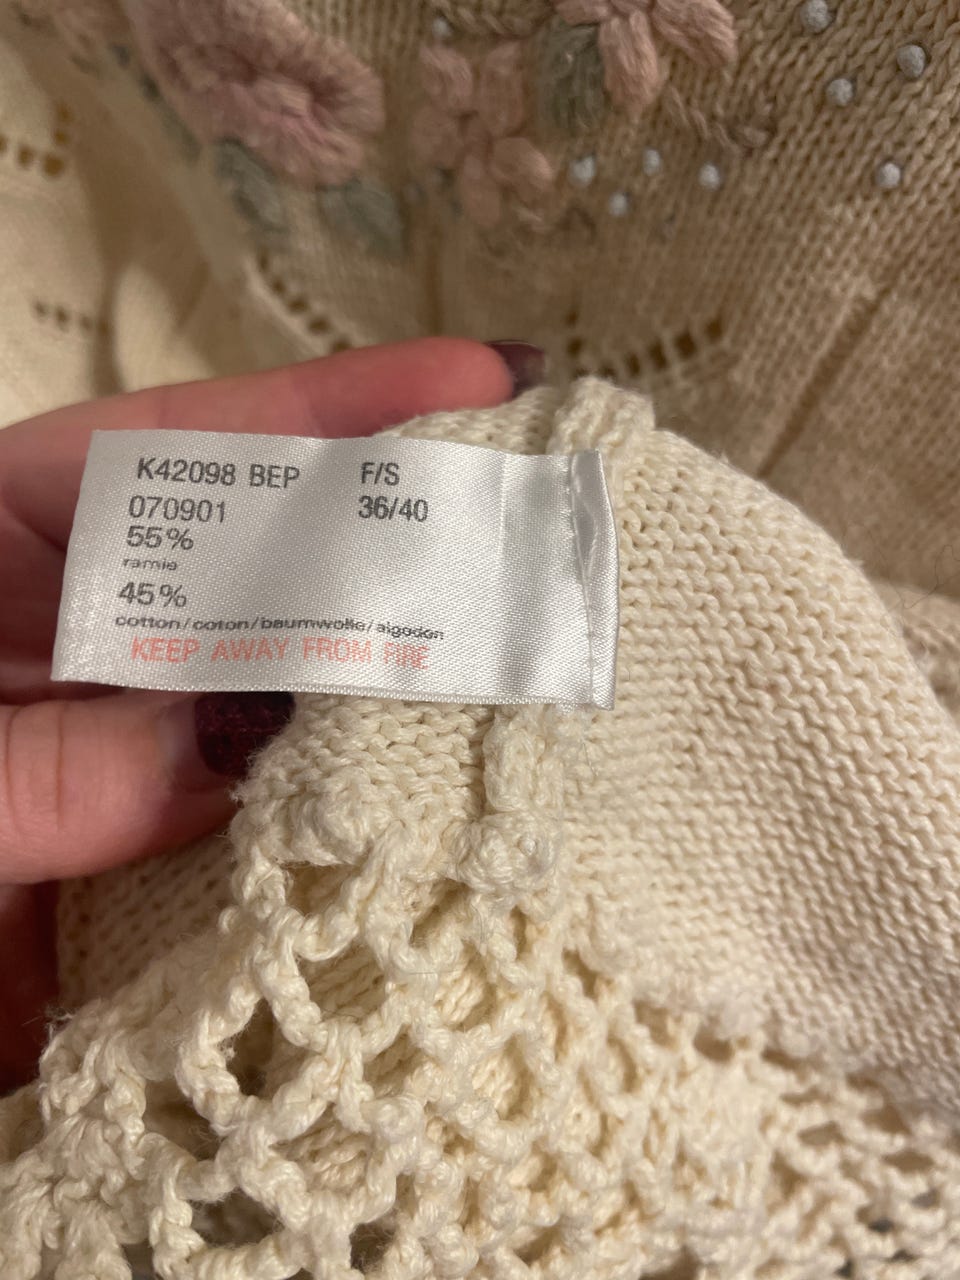 K42098 BEP F/S
070901 36/40
55%
ramie
45%
cotton/coton/baumwolle/algodon
KEEP AWAY FROM FIRE